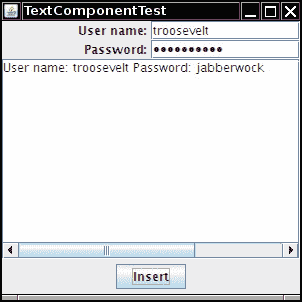 TextComponentTest
User name: troosevelt
Password: ••••••••••
User name: troosevelt Password: jabberwock
Insert